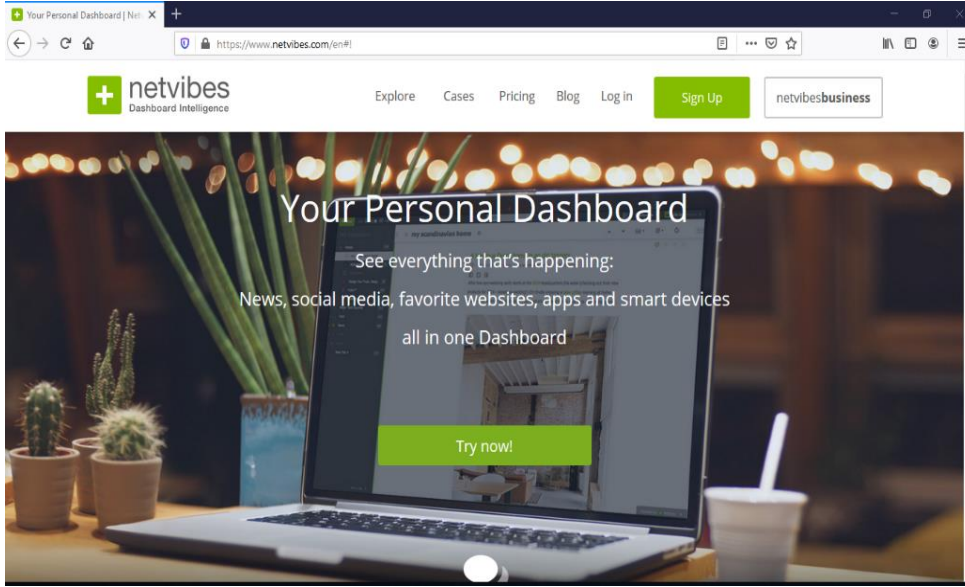 Your Personal Dashboard | Net
https://www.netvibes.com/en#!
netvibes
Dashboard Intelligence
Explore Cases Pricing Blog Log in Sign Up netvibesbusiness
Your Personal Dashboard
See everything that's happening:
News, social media, favorite websites, apps and smart devices
all in one Dashboard
Try now!